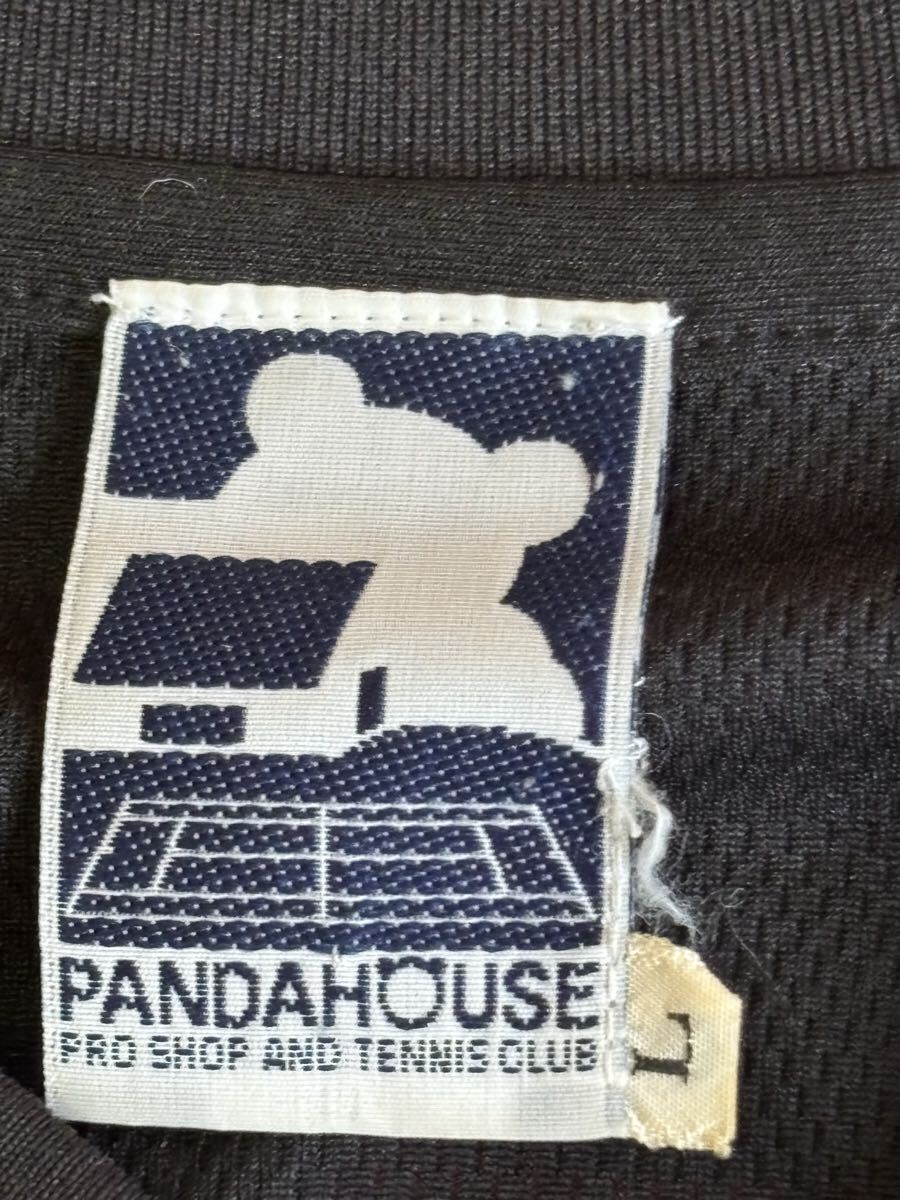 PANDAHOUSE
PRO SHOP AND TENNIS CLUB
L